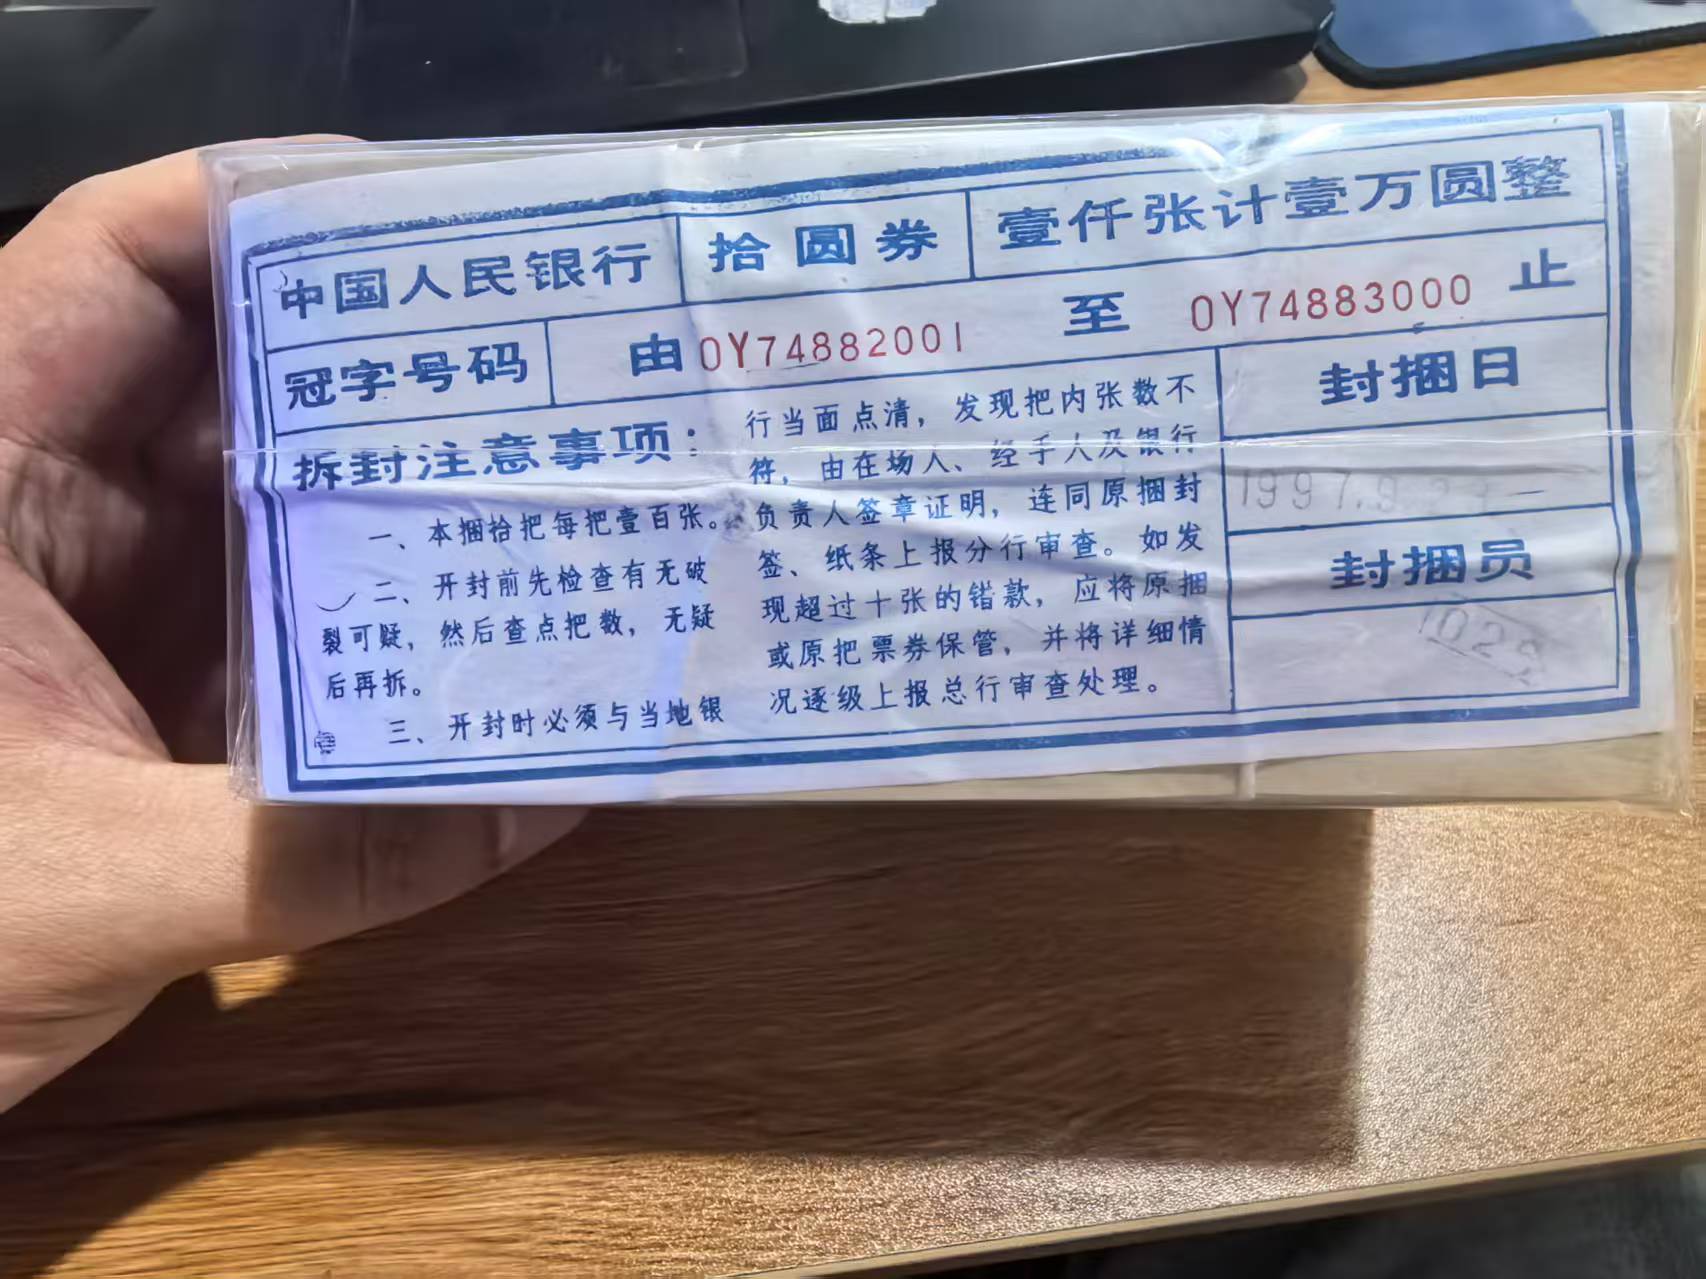 中国人民银行 拾圆券 壹仟张计壹万圆整
冠字号码 由 0Y74882001 至 0Y74883000 止
拆封注意事项：
一、本捆拾把每把壹百张。
二、开封前先检查有无破
裂可疑，然后查点把数，无疑
后再拆。
三、开封时必须与当地银
行当面点清，发现把内张数不
符，由在场人、经手人及银行
负责人签章证明，连同原捆封
签、纸条上报分行审查。如发
现超过十张的错款，应将原捆
或原把票券保管，并将详细情
况逐级上报总行审查处理。
封捆日
封捆员